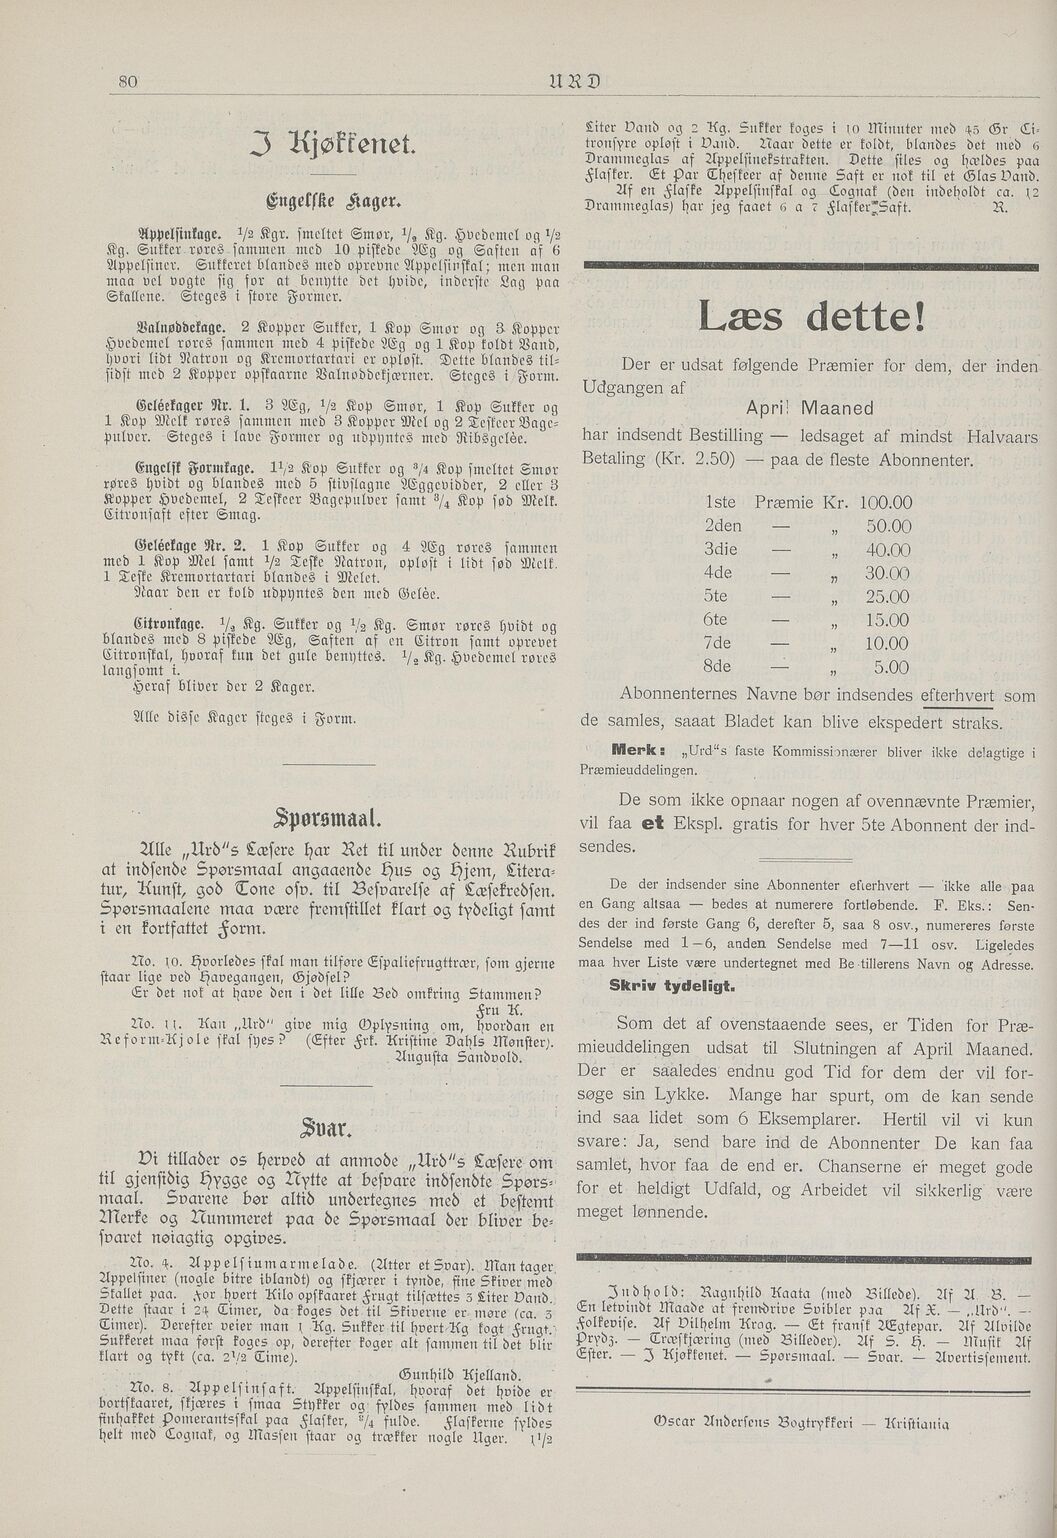 80
URD
I Kjøkkenet.
Engelske Kager.
Appelsinkage. 1/2 Kgr. smeltet Smør, 1/2 Kg. Hvedemel og 1/2
Kg. Sukker røres sammen med 10 piskede Æg og Saften af 6
Appelsiner. Sukkeret blandes med oprevne Appelsinskal; men man
maa vel vogte sig for at benytte det hvide, inderste Lag paa
Skallene. Steges i store Former.
Valnøddekage. 2 Kopper Sukker, 1 Kop Smør og 3 Kopper
Hvedemel røres sammen med 4 piskede Æg og 1 Kop koldt Vand,
hvori lidt Natron og Kremortartari er opløst. Dette blandes til-
sidst med 2 Kopper opskaarne Valnøddekjærner. Steges i Form.
Geléekager Nr. 1. 3 Æg, 1/2 Kop Smør, 1 Kop Sukker og
1 Kop Melk røres sammen med 3 Kopper Mel og 2 Teskeer Bage-
pulver. Steges i lave Former og udpyntes med Ribsgelée.
Engelsk Formkage. 11/2 Kop Sukker og 3/4 Kop smeltet Smør
røres hvidt og blandes med 5 stivslagne Æggevidder, 2 eller 3
Kopper Hvedemel, 2 Teskeer Bagepulver samt 3/4 Kop sød Melk.
Citronsaft efter Smag.
Geléekage Nr. 2. 1 Kop Sukker og 4 Æg røres sammen
med 1 Kop Mel samt 1/2 Teske Natron, opløst i lidt sød Melk.
1 Teske Kremortartari blandes i Melet.
Naar den er kold udpyntes den med Gelée.
Citronkage. 1/2 Kg. Sukker og 1/2 Kg. Smør røres hvidt og
blandes med 8 piskede Æg, Saften af en Citron samt oprevet
Citronskal, hvoraf kun det gule benyttes. 1/2 Kg. Hvedemel røres
langsomt i.
Heraf bliver der 2 Kager.
Alle disse Kager steges i Form.
Spørsmaal.
Alle „Urd“s Læsere har Ret til under denne Rubrik
at indsende Spørsmaal angaaende Hus og Hjem, Litera-
tur, Kunst, god Tone osv. til Besvarelse af Læsekredsen.
Spørsmaalene maa være fremstillet klart og tydeligt samt
i en kortfattet Form.
No. 10. Hvorledes skal man tilføre Espaliefrugttrær, som gjerne
staar lige ved Havegangen, Gjødsel?
Er det nok at have den i det lille Bed omkring Stammen?
Fru K.
No. 11. Kan „Urd“ give mig Oplysning om, hvordan en
Reform-Kjole skal syes? (Efter Frk. Kristine Dahls Mønster).
Augusta Sandvold.
Svar.
Vi tillader os herved at anmode „Urd“s Læsere om
til gjensidig Hygge og Nytte at besvare indsendte Spørs-
maal. Svarene bør altid undertegnes med et bestemt
Merke og Nummeret paa de Spørsmaal der bliver be-
svaret nøiagtig opgives.
No. 4. Appelsiumarmelade. (Atter et Svar). Man tager
Appelsiner (nogle bitre iblandt) og skjærer i tynde, fine Skiver med
Skallet paa. For hvert Kilo opskaaret Frugt tilsættes 3 Liter Vand.
Dette staar i 24 Timer, da koges det til Skiverne er møre (ca. 3
Timer). Derefter veier man 1 Kg. Sukker til hvert Kg kogt Frugt.
Sukkeret maa først koges op, derefter koger alt sammen til det blir
klart og tykt (ca. 21/2 Time).
Gunhild Kjelland.
No. 8. Appelsinsaft. Appelsinskal, hvoraf det hvide er
bortskaaret, skjæres i smaa Stykker og fyldes sammen med lidt
finhakket Pomerantsskal paa Flasker, 3/4 fulde. Flaskerne fyldes
helt med Cognak, og Massen staar og trækker nogle Uger. 11/2
Liter Vand og 2 Kg. Sukker koges i 10 Minuter med 45 Gr Ci-
tronsyre opløst i Vand. Naar dette er koldt, blandes det med 6
Drammeglas af Appelsinekstrakten. Dette siles og hældes paa
Flasker. Et Par Theskeer af denne Saft er nok til et Glas Vand.
Af en Flaske Appelsinskal og Cognak (den indeholdt ca. 12
Drammeglas) har jeg faaet 6 a 7 Flasker Saft. R.
Læs dette!
Der er udsat følgende Præmier for dem, der inden
Udgangen af
April Maaned
har indsendt Bestilling — ledsaget af mindst Halvaars
Betaling (Kr. 2.50) — paa de fleste Abonnenter.
1ste Præmie Kr. 100.00
2den — „ 50.00
3die — „ 40.00
4de — „ 30.00
5te — „ 25.00
6te — „ 15.00
7de — „ 10.00
8de — „ 5.00
Abonnenternes Navne bør indsendes efterhvert som
de samles, saaat Bladet kan blive ekspedert straks.
Merk: „Urd“s faste Kommissionærer bliver ikke delagtige i
Præmieuddelingen.
De som ikke opnaar nogen af ovennævnte Præmier,
vil faa et Ekspl. gratis for hver 5te Abonnent der ind-
sendes.
De der indsender sine Abonnenter efterhvert — ikke alle paa
en Gang altsaa — bedes at numerere fortløbende. F. Eks.: Sen-
des der ind første Gang 6, derefter 5, saa 8 osv., numereres første
Sendelse med 1—6, anden Sendelse med 7—11 osv. Ligeledes
maa hver Liste være undertegnet med Be tillerens Navn og Adresse.
Skriv tydeligt.
Som det af ovenstaaende sees, er Tiden for Præ-
mieuddelingen udsat til Slutningen af April Maaned.
Der er saaledes endnu god Tid for dem der vil for-
søge sin Lykke. Mange har spurt, om de kan sende
ind saa lidet som 6 Eksemplarer. Hertil vil vi kun
svare: Ja, send bare ind de Abonnenter De kan faa
samlet, hvor faa de end er. Chanserne er meget gode
for et heldigt Udfald, og Arbeidet vil sikkerlig være
meget lønnende.
Indhold: Ragnhild Kaata (med Billede). Af A. B. —
En letvindt Maade at fremdrive Svibler paa Af X. — „Urd“. —
Folkevise. Af Vilhelm Krag. — Et fransk Ægtepar. Af Alvilde
Prydz. — Træskjæring (med Billeder). Af S. H. — Musik Af
Ester. — I Kjøkkenet. — Spørsmaal. — Svar. — Avertissement.
Oscar Andersens Bogtrykkeri — Kristiania